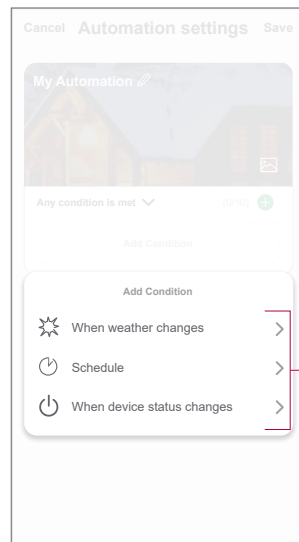 Cancel Automation settings Save
My Automation
Any condition is met (0/10)
Add Condition
Add Condition
When weather changes
Schedule
When device status changes